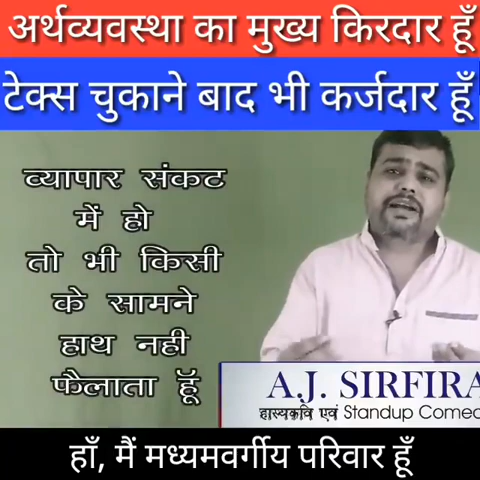 अर्थव्यवस्था का मुख्य किरदार हूँ
टेक्स चुकाने बाद भी कर्जदार हूँ
व्यापार संकट
में हो
तो भी किसी
के सामने
हाथ नही
फैलाता हूॅ
A.J. SIRFIRA
हास्यकवि एवं Standup Comed
हाँ, मैं मध्यमवर्गीय परिवार हूँ